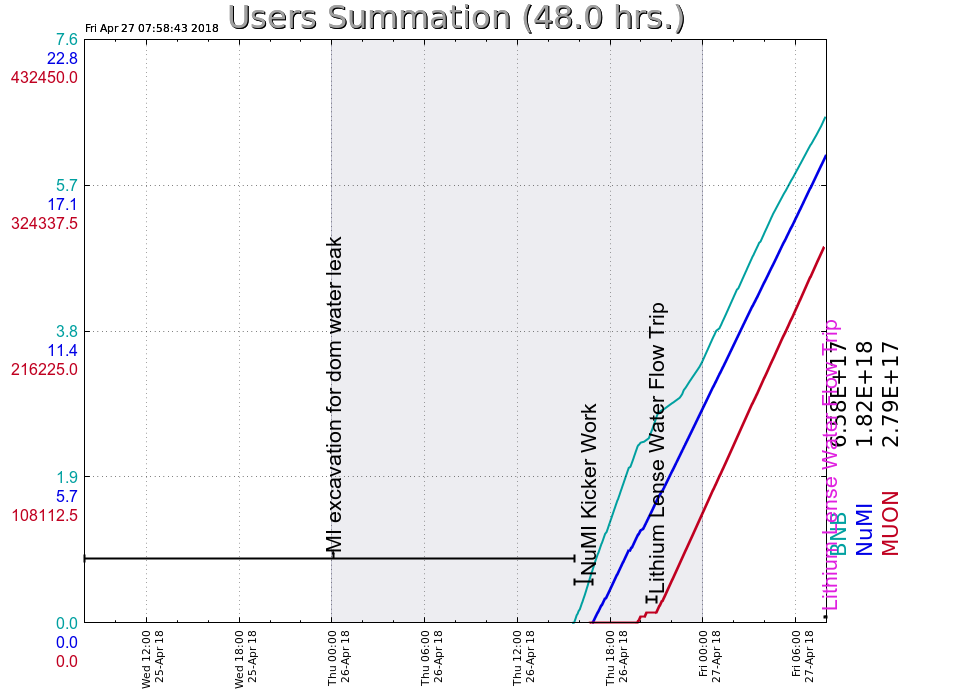 Users Summation (48.0 hrs.)
Fri Apr 27 07:58:43 2018
7.6
22.8
432450.0
5.7
17.1
324337.5
3.8
11.4
216225.0
1.9
5.7
108112.5
0.0
0.0
0.0
MI excavation for dom water leak
NuMI Kicker Work
Lithium Lense Water Flow Trip
Lithium Lense Water Flow Trip
BNB 6.58E+17
NuMI 1.82E+18
MUON 2.79E+17
Wed 12:00
25-Apr 18
Wed 18:00
25-Apr 18
Thu 00:00
26-Apr 18
Thu 06:00
26-Apr 18
Thu 12:00
26-Apr 18
Thu 18:00
26-Apr 18
Fri 00:00
27-Apr 18
Fri 06:00
27-Apr 18